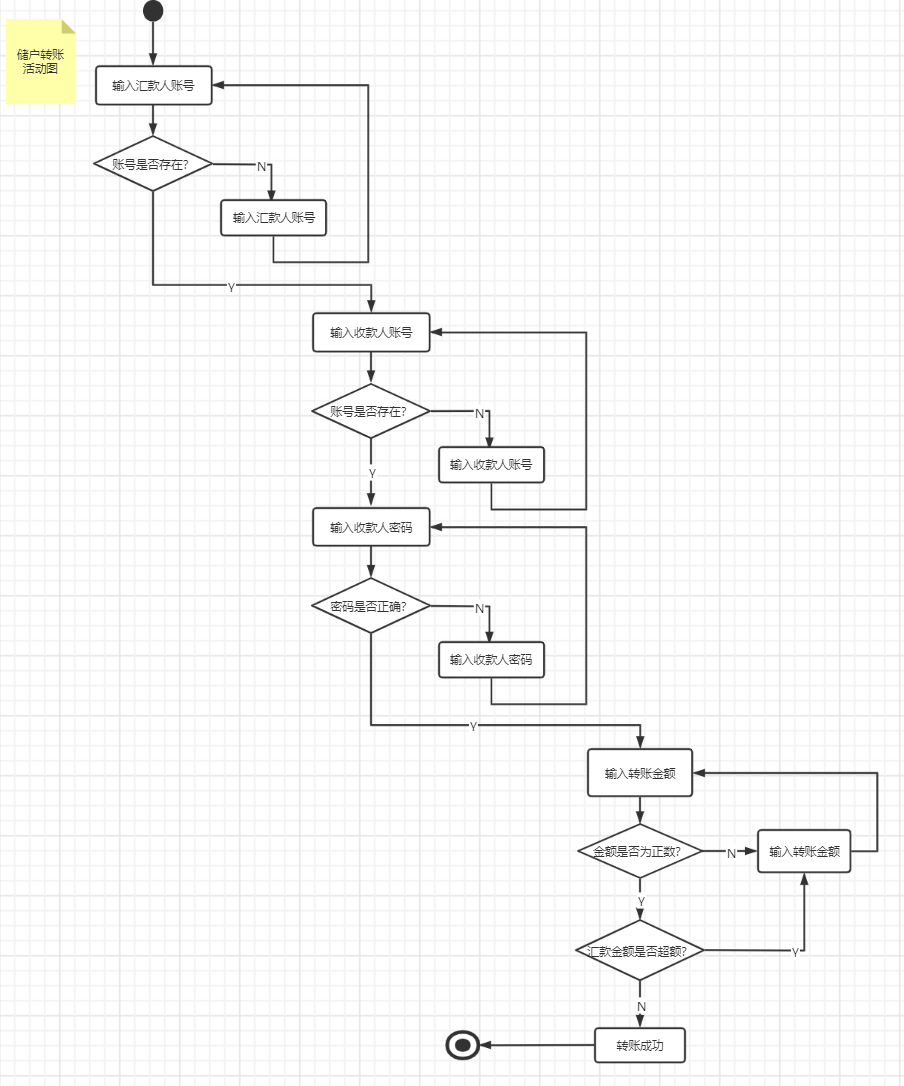 储户转账
活动图
输入汇款人账号
账号是否存在?
N
输入汇款人账号
Y
输入收款人账号
账号是否存在?
N
输入收款人账号
Y
输入收款人密码
密码是否正确?
N
输入收款人密码
Y
输入转账金额
金额是否为正数?
N
输入转账金额
Y
汇款金额是否超额?
Y
N
转账成功